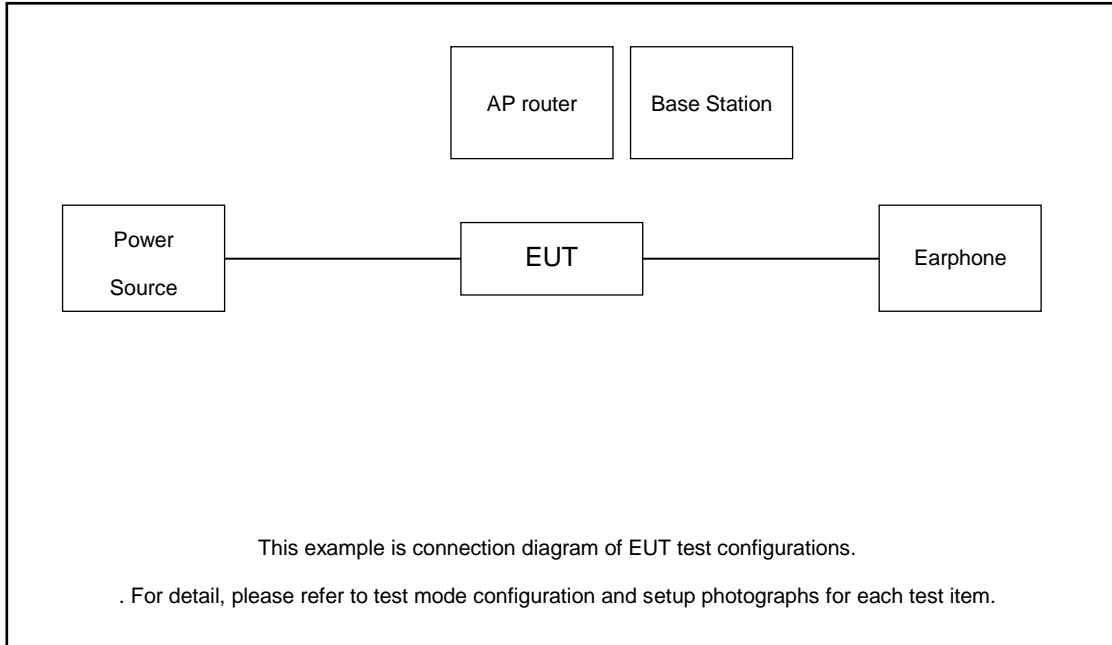 AP router
Base Station
Power
Source
EUT
Earphone
This example is connection diagram of EUT test configurations.
. For detail, please refer to test mode configuration and setup photographs for each test item.